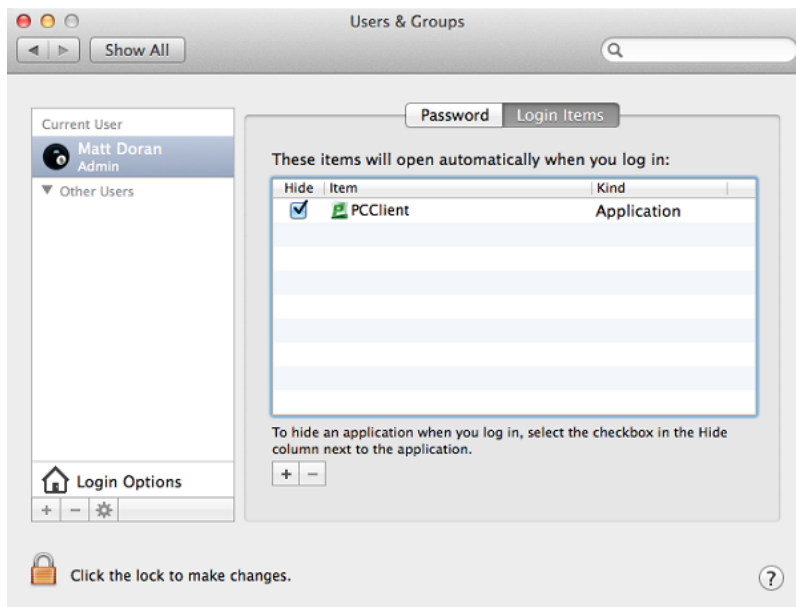 Users & Groups
Show All
Current User
Matt Doran
Admin
Other Users
Password Login Items
These items will open automatically when you log in:
Hide Item Kind
PCClient Application
To hide an application when you log in, select the checkbox in the Hide
column next to the application.
+ −
Login Options
+ −
Click the lock to make changes.
?